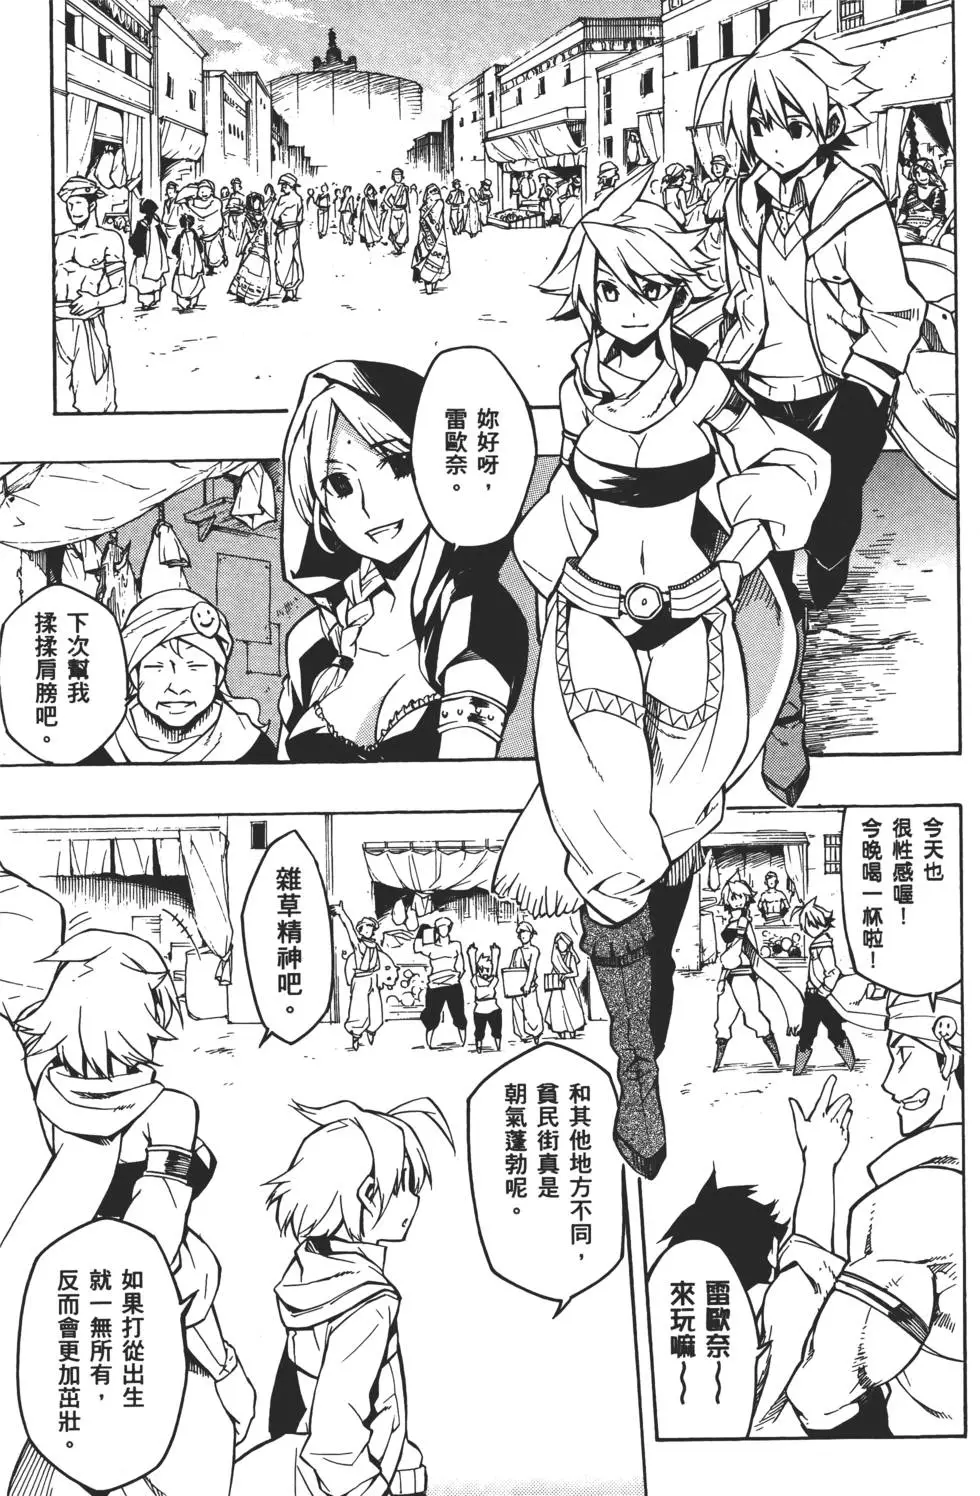 妳好呀，
雷歐奈。
下次幫我
揉揉肩膀吧。
今天也
很性感喔！
今晚喝一杯啦！
雷歐奈～
來玩嘛～
和其他地方不同，
貧民街真是
朝氣蓬勃呢。
雜草精神吧。
如果打從出生
就一無所有，
反而會更加茁壯。